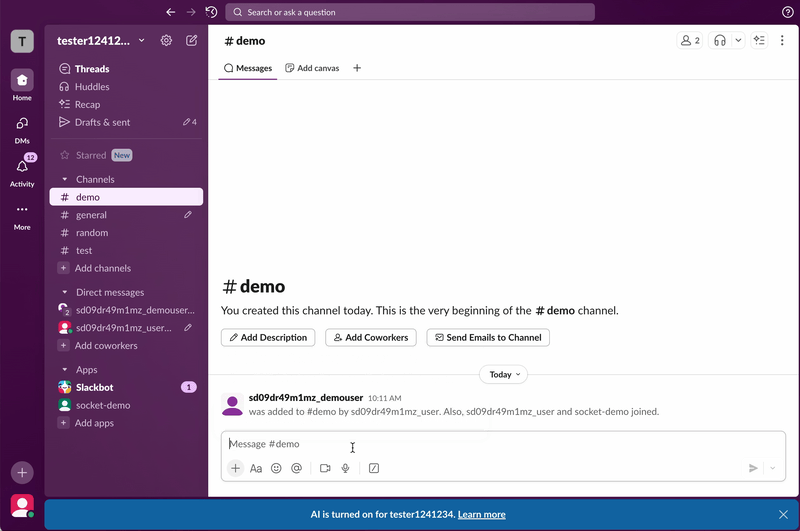 Search or ask a question
T
tester12412...
# demo
2
Home
Threads
Messages
Add canvas
Huddles
Recap
Drafts & sent
4
DMs
Starred New
12
Activity
Channels
# demo
# general
More
# random
# test
Add channels
Direct messages
# demo
2 sd09dr49m1mz_demouser...
You created this channel today. This is the very beginning of the # demo channel.
sd09dr49m1mz_user...
Add Description
Add Coworkers
Send Emails to Channel
Add coworkers
Apps
Today
Slackbot 1
sd09dr49m1mz_demouser 10:11 AM
socket-demo
was added to #demo by sd09dr49m1mz_user. Also, sd09dr49m1mz_user and socket-demo joined.
Add apps
Message #demo
Aa
AI is turned on for tester1241234. Learn more